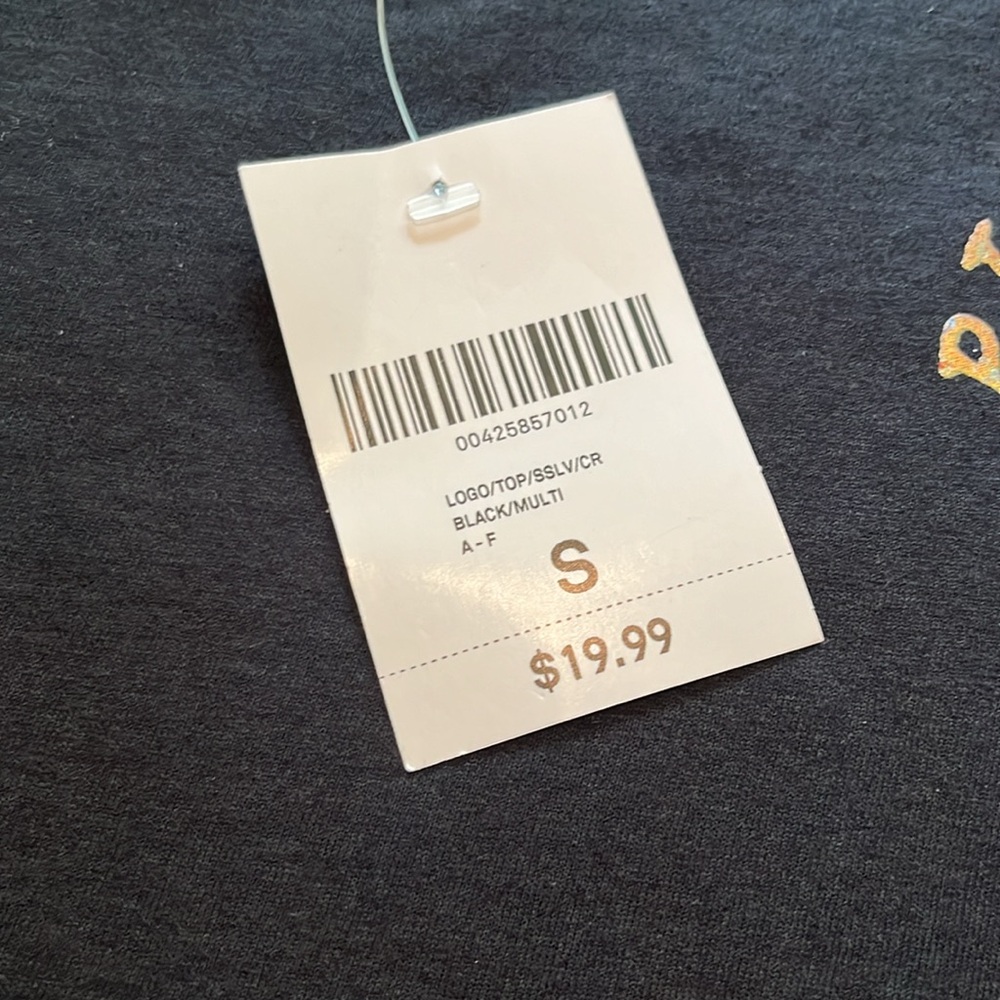 00425857012
LOGO/TOP/SSLV/CR
BLACK/MULTI
A - F
S
$19.99